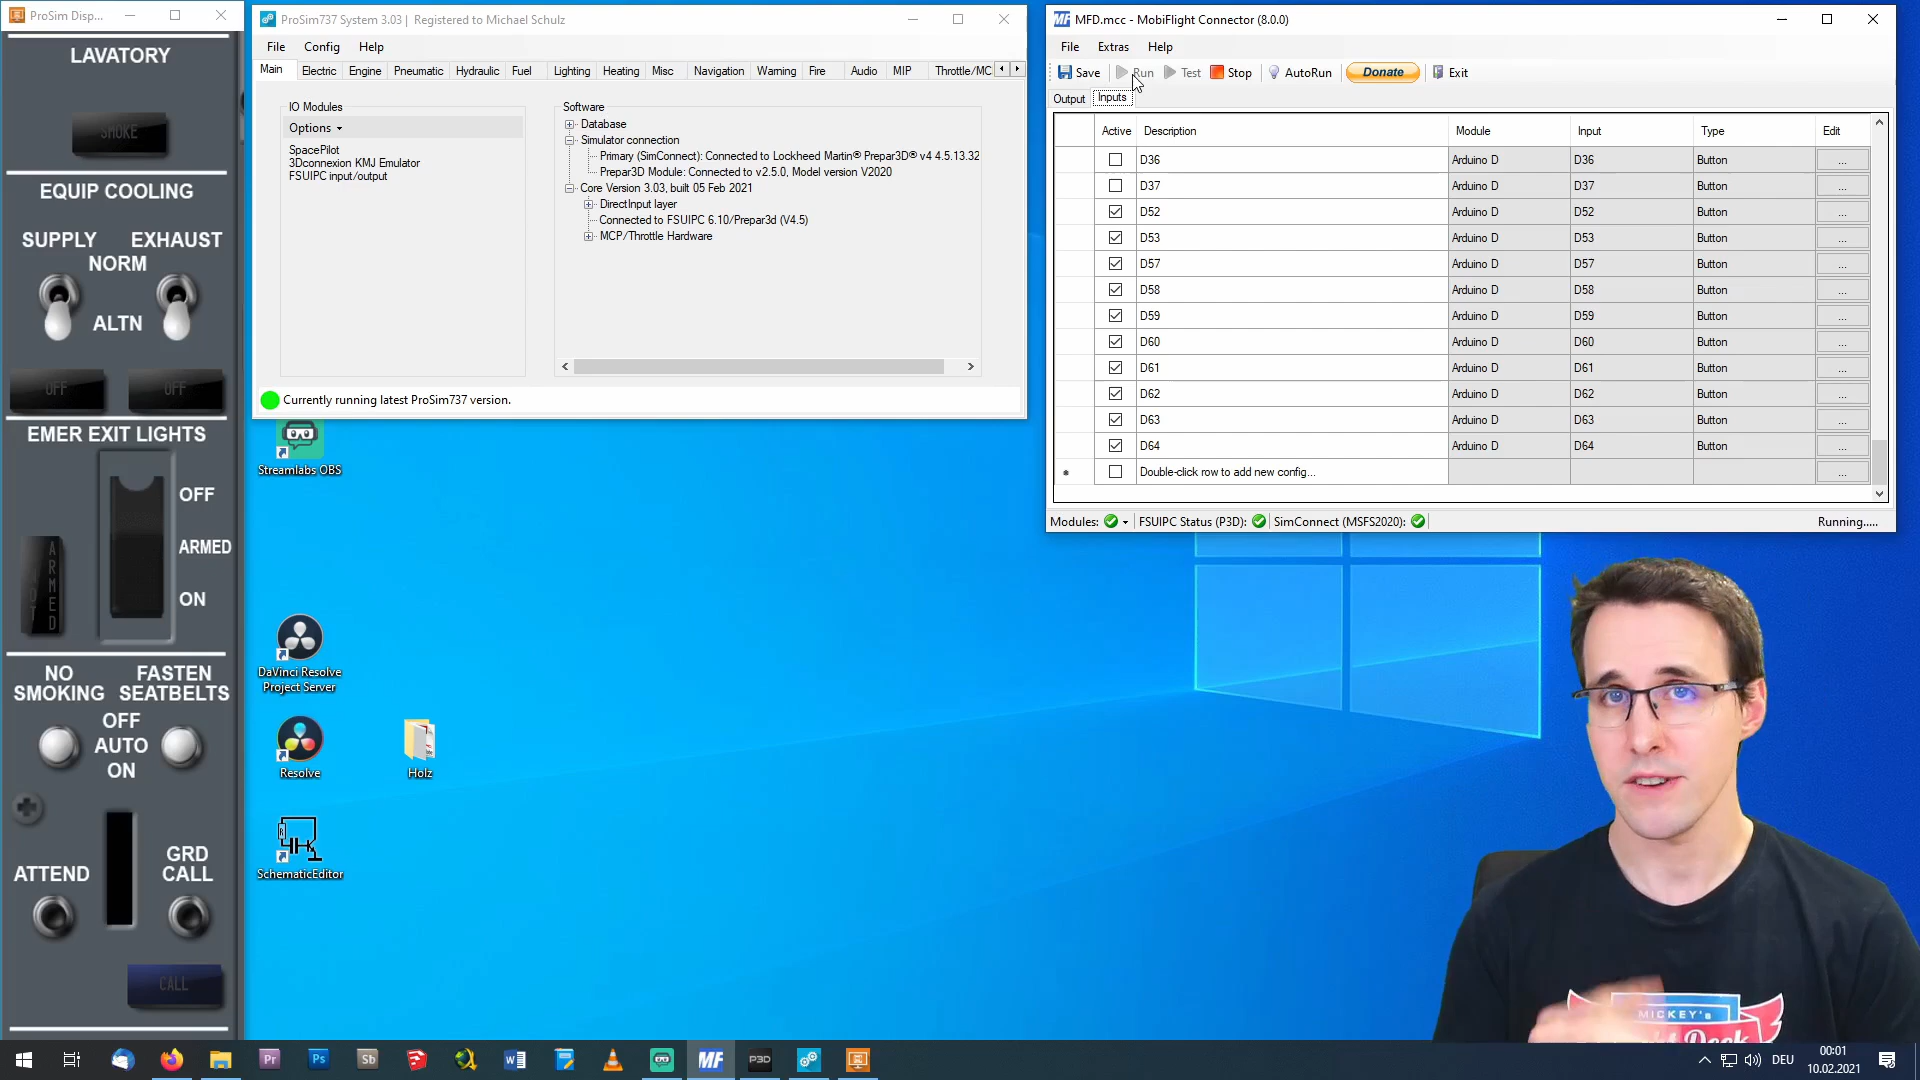 ProSim Disp...
LAVATORY
SMOKE
EQUIP COOLING
SUPPLY EXHAUST
NORM
ALTN
OFF OFF
EMER EXIT LIGHTS
OFF
ARMED
ON
NOT ARMED
NO SMOKING
FASTEN SEATBELTS
OFF
AUTO
ON
ATTEND
GRD CALL
CALL
ProSim737 System 3.03 | Registered to Michael Schulz
File Config Help
Main Electric Engine Pneumatic Hydraulic Fuel Lighting Heating Misc Navigation Warning Fire Audio MIP Throttle/MC
IO Modules
Options
SpacePilot
3Dconnexion KMJ Emulator
FSUIPC input/output
Software
Database
Simulator connection
Primary (SimConnect): Connected to Lockheed Martin® Prepar3D® v4 4.5.13.32
Prepar3D Module: Connected to v2.5.0, Model version V2020
Core Version 3.03, built 05 Feb 2021
DirectInput layer
Connected to FSUIPC 6.10/Prepar3d (V4.5)
MCP/Throttle Hardware
Currently running latest ProSim737 version.
Streamlabs OBS
DaVinci Resolve
Project Server
Resolve
Holz
SchematicEditor
MFD.mcc - MobiFlight Connector (8.0.0)
File Extras Help
Save Run Test Stop AutoRun Donate Exit
Output Inputs
Active Description Module Input Type Edit
D36 Arduino D D36 Button ...
D37 Arduino D D37 Button ...
D52 Arduino D D52 Button ...
D53 Arduino D D53 Button ...
D57 Arduino D D57 Button ...
D58 Arduino D D58 Button ...
D59 Arduino D D59 Button ...
D60 Arduino D D60 Button ...
D61 Arduino D D61 Button ...
D62 Arduino D D62 Button ...
D63 Arduino D D63 Button ...
D64 Arduino D D64 Button ...
Double-click row to add new config... ...
Modules: FSUIPC Status (P3D): SimConnect (MSFS2020): Running.....
MICKEY's
Pr Ps Sb MF P3D
DEU
00:01
10.02.2021